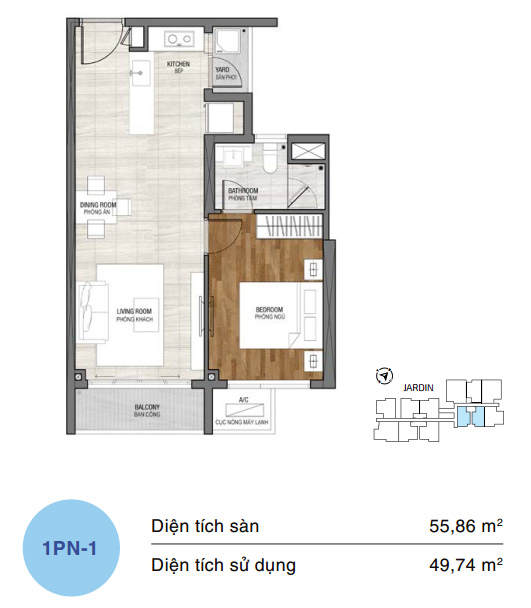 KITCHEN
BẾP
YARD
SÂN PHƠI
BATHROOM
PHÒNG TẮM
DINING ROOM
PHÒNG ĂN
LIVING ROOM
PHÒNG KHÁCH
BEDROOM
PHÒNG NGỦ
BALCONY
BAN CÔNG
A/C
CỤC NÓNG MÁY LẠNH
JARDIN
1PN-1
Diện tích sàn 55,86 m²
Diện tích sử dụng 49,74 m²